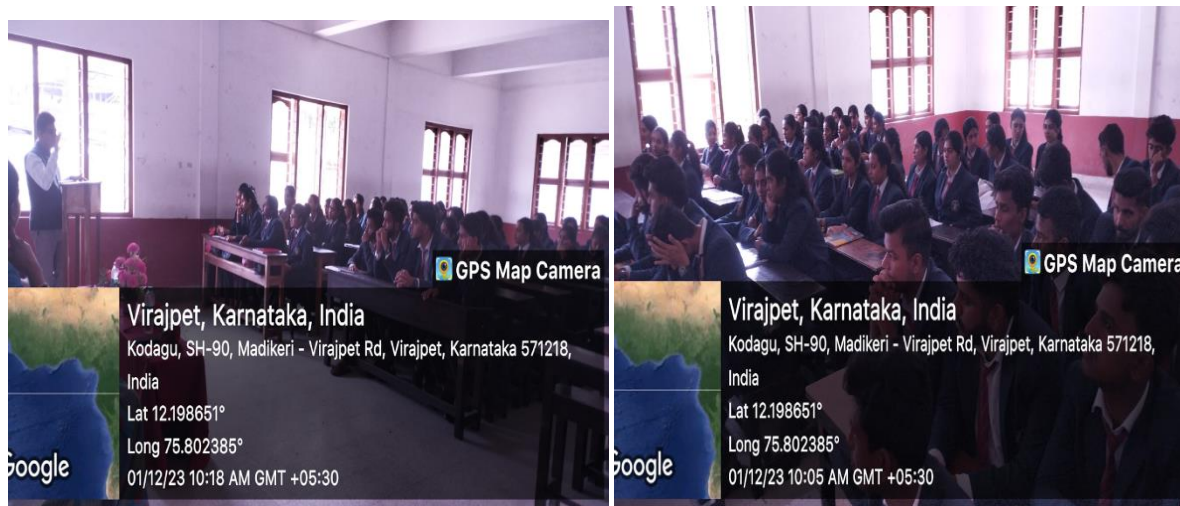 GPS Map Camera
Virajpet, Karnataka, India
Kodagu, SH-90, Madikeri - Virajpet Rd, Virajpet, Karnataka 571218,
India
Lat 12.198651°
Long 75.802385°
01/12/23 10:18 AM GMT +05:30
Google
GPS Map Camera
Virajpet, Karnataka, India
Kodagu, SH-90, Madikeri - Virajpet Rd, Virajpet, Karnataka 571218,
India
Lat 12.198651°
Long 75.802385°
01/12/23 10:05 AM GMT +05:30
Google